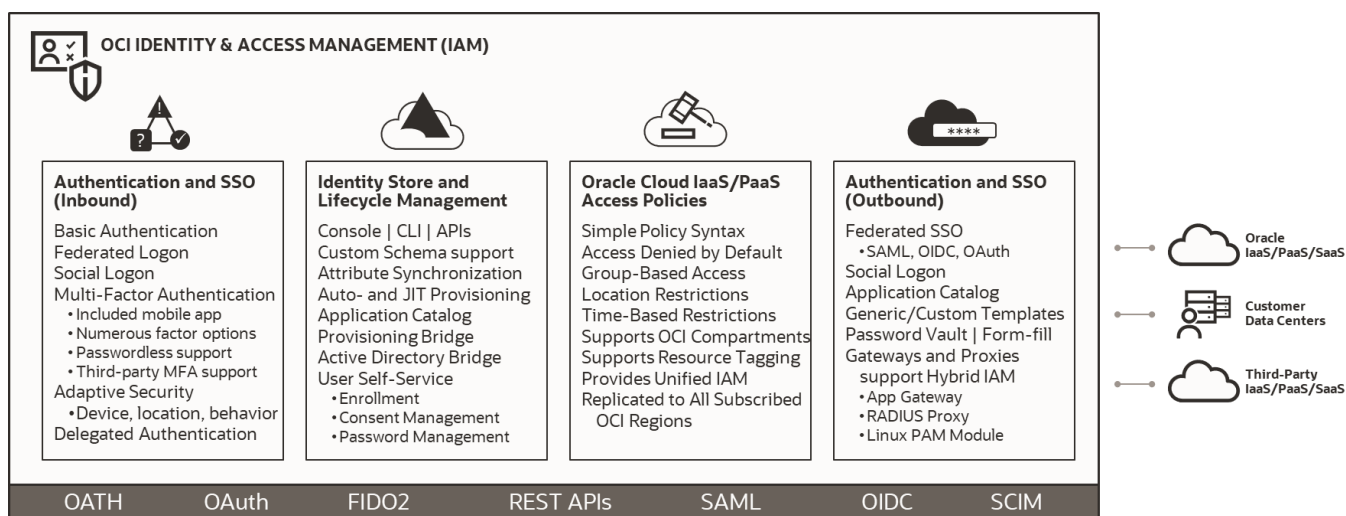 OCI IDENTITY & ACCESS MANAGEMENT (IAM)
!
?
****
Authentication and SSO
(Inbound)
Basic Authentication
Federated Logon
Social Logon
Multi-Factor Authentication
• Included mobile app
• Numerous factor options
• Passwordless support
• Third-party MFA support
Adaptive Security
• Device, location, behavior
Delegated Authentication
Identity Store and
Lifecycle Management
Console | CLI | APIs
Custom Schema support
Attribute Synchronization
Auto- and JIT Provisioning
Application Catalog
Provisioning Bridge
Active Directory Bridge
User Self-Service
• Enrollment
• Consent Management
• Password Management
Oracle Cloud IaaS/PaaS
Access Policies
Simple Policy Syntax
Access Denied by Default
Group-Based Access
Location Restrictions
Time-Based Restrictions
Supports OCI Compartments
Supports Resource Tagging
Provides Unified IAM
Replicated to All Subscribed
OCI Regions
Authentication and SSO
(Outbound)
Federated SSO
• SAML, OIDC, OAuth
Social Logon
Application Catalog
Generic/Custom Templates
Password Vault | Form-fill
Gateways and Proxies
support Hybrid IAM
• App Gateway
• RADIUS Proxy
• Linux PAM Module
Oracle
IaaS/PaaS/SaaS
Customer
Data Centers
Third-Party
IaaS/PaaS/SaaS
OATH OAuth FIDO2 REST APIs SAML OIDC SCIM